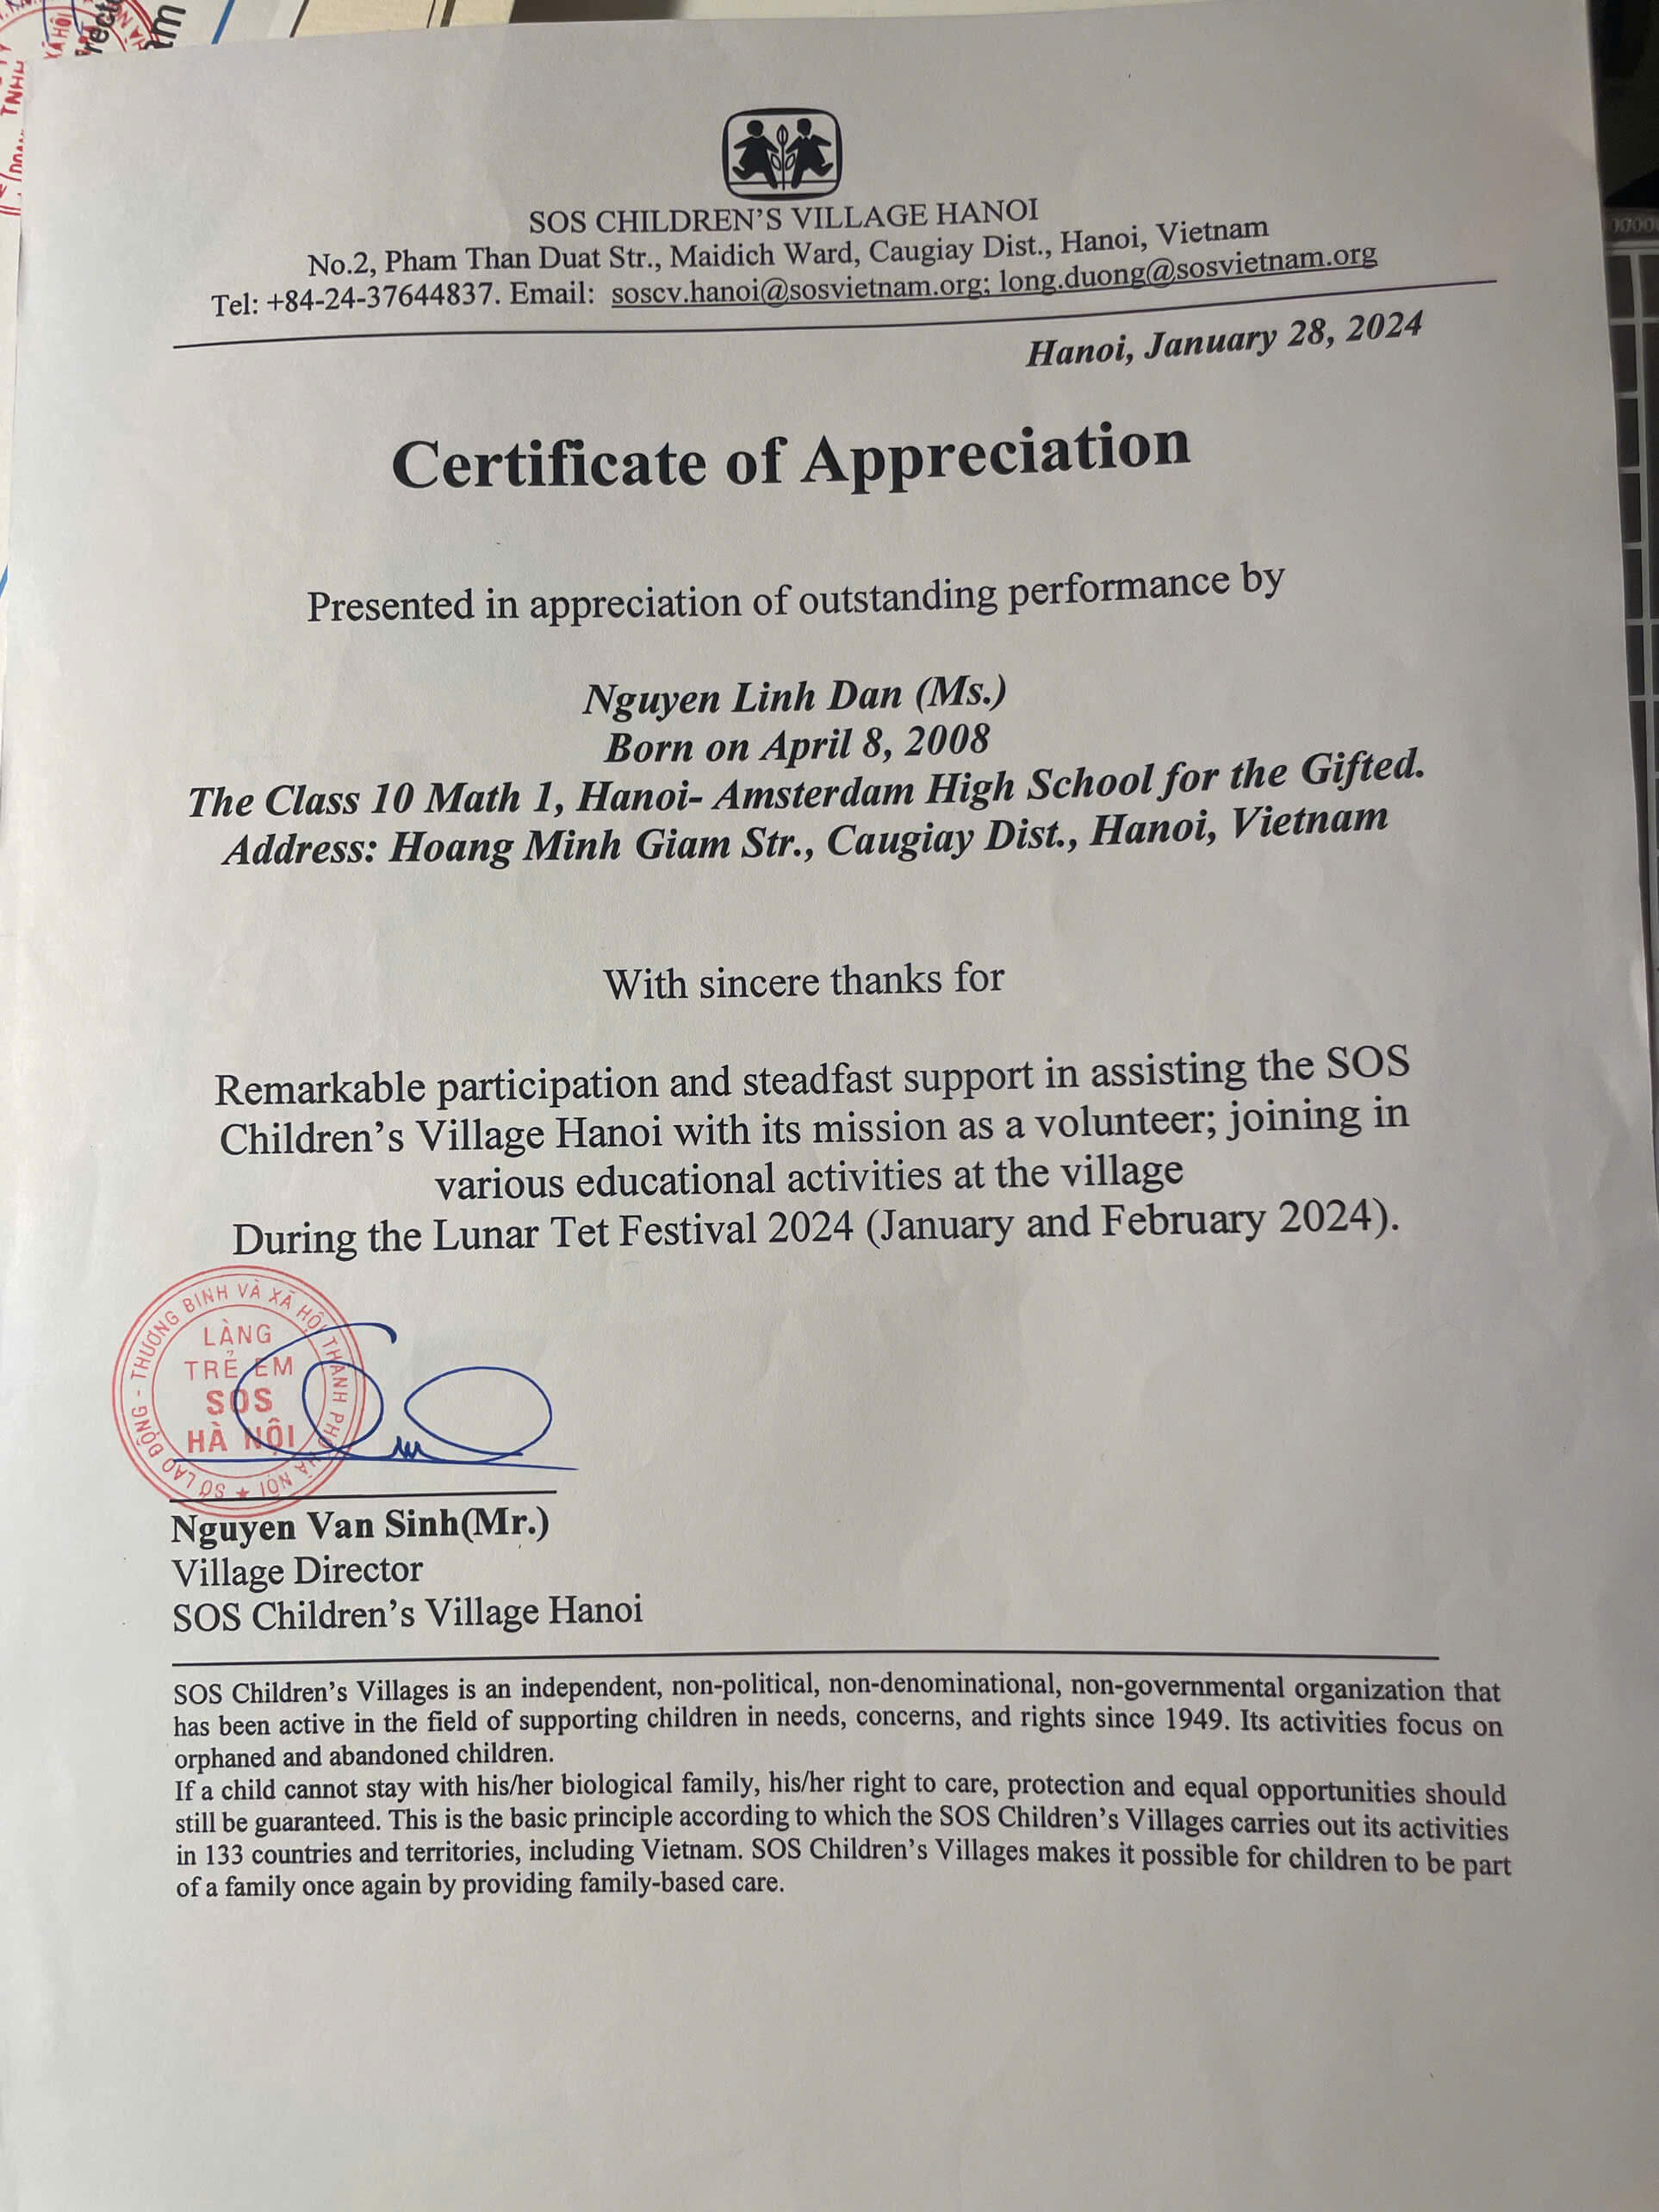 SOS CHILDREN'S VILLAGE HANOI
No.2, Pham Than Duat Str., Maidich Ward, Caugiay Dist., Hanoi, Vietnam
Tel: +84-24-37644837. Email: soscv.hanoi@sosvietnam.org; long.duong@sosvietnam.org
Hanoi, January 28, 2024
Certificate of Appreciation
Presented in appreciation of outstanding performance by
Nguyen Linh Dan (Ms.)
Born on April 8, 2008
The Class 10 Math 1, Hanoi- Amsterdam High School for the Gifted.
Address: Hoang Minh Giam Str., Caugiay Dist., Hanoi, Vietnam
With sincere thanks for
Remarkable participation and steadfast support in assisting the SOS
Children's Village Hanoi with its mission as a volunteer; joining in
various educational activities at the village
During the Lunar Tet Festival 2024 (January and February 2024).
SỞ LAO ĐỘNG - THƯƠNG BINH VÀ XÃ HỘI THÀNH PHỐ HÀ NỘI
LÀNG
TRẺ EM
SOS
HÀ NỘI
Nguyen Van Sinh(Mr.)
Village Director
SOS Children's Village Hanoi
SOS Children's Villages is an independent, non-political, non-denominational, non-governmental organization that
has been active in the field of supporting children in needs, concerns, and rights since 1949. Its activities focus on
orphaned and abandoned children.
If a child cannot stay with his/her biological family, his/her right to care, protection and equal opportunities should
still be guaranteed. This is the basic principle according to which the SOS Children's Villages carries out its activities
in 133 countries and territories, including Vietnam. SOS Children's Villages makes it possible for children to be part
of a family once again by providing family-based care.